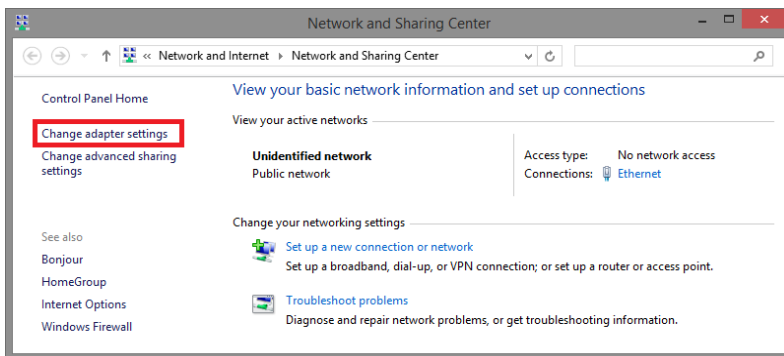 Network and Sharing Center
« Network and Internet Network and Sharing Center
Control Panel Home
Change adapter settings
Change advanced sharing
settings
See also
Bonjour
HomeGroup
Internet Options
Windows Firewall
View your basic network information and set up connections
View your active networks
Unidentified network
Public network
Access type: No network access
Connections: Ethernet
Change your networking settings
Set up a new connection or network
Set up a broadband, dial-up, or VPN connection; or set up a router or access point.
Troubleshoot problems
Diagnose and repair network problems, or get troubleshooting information.